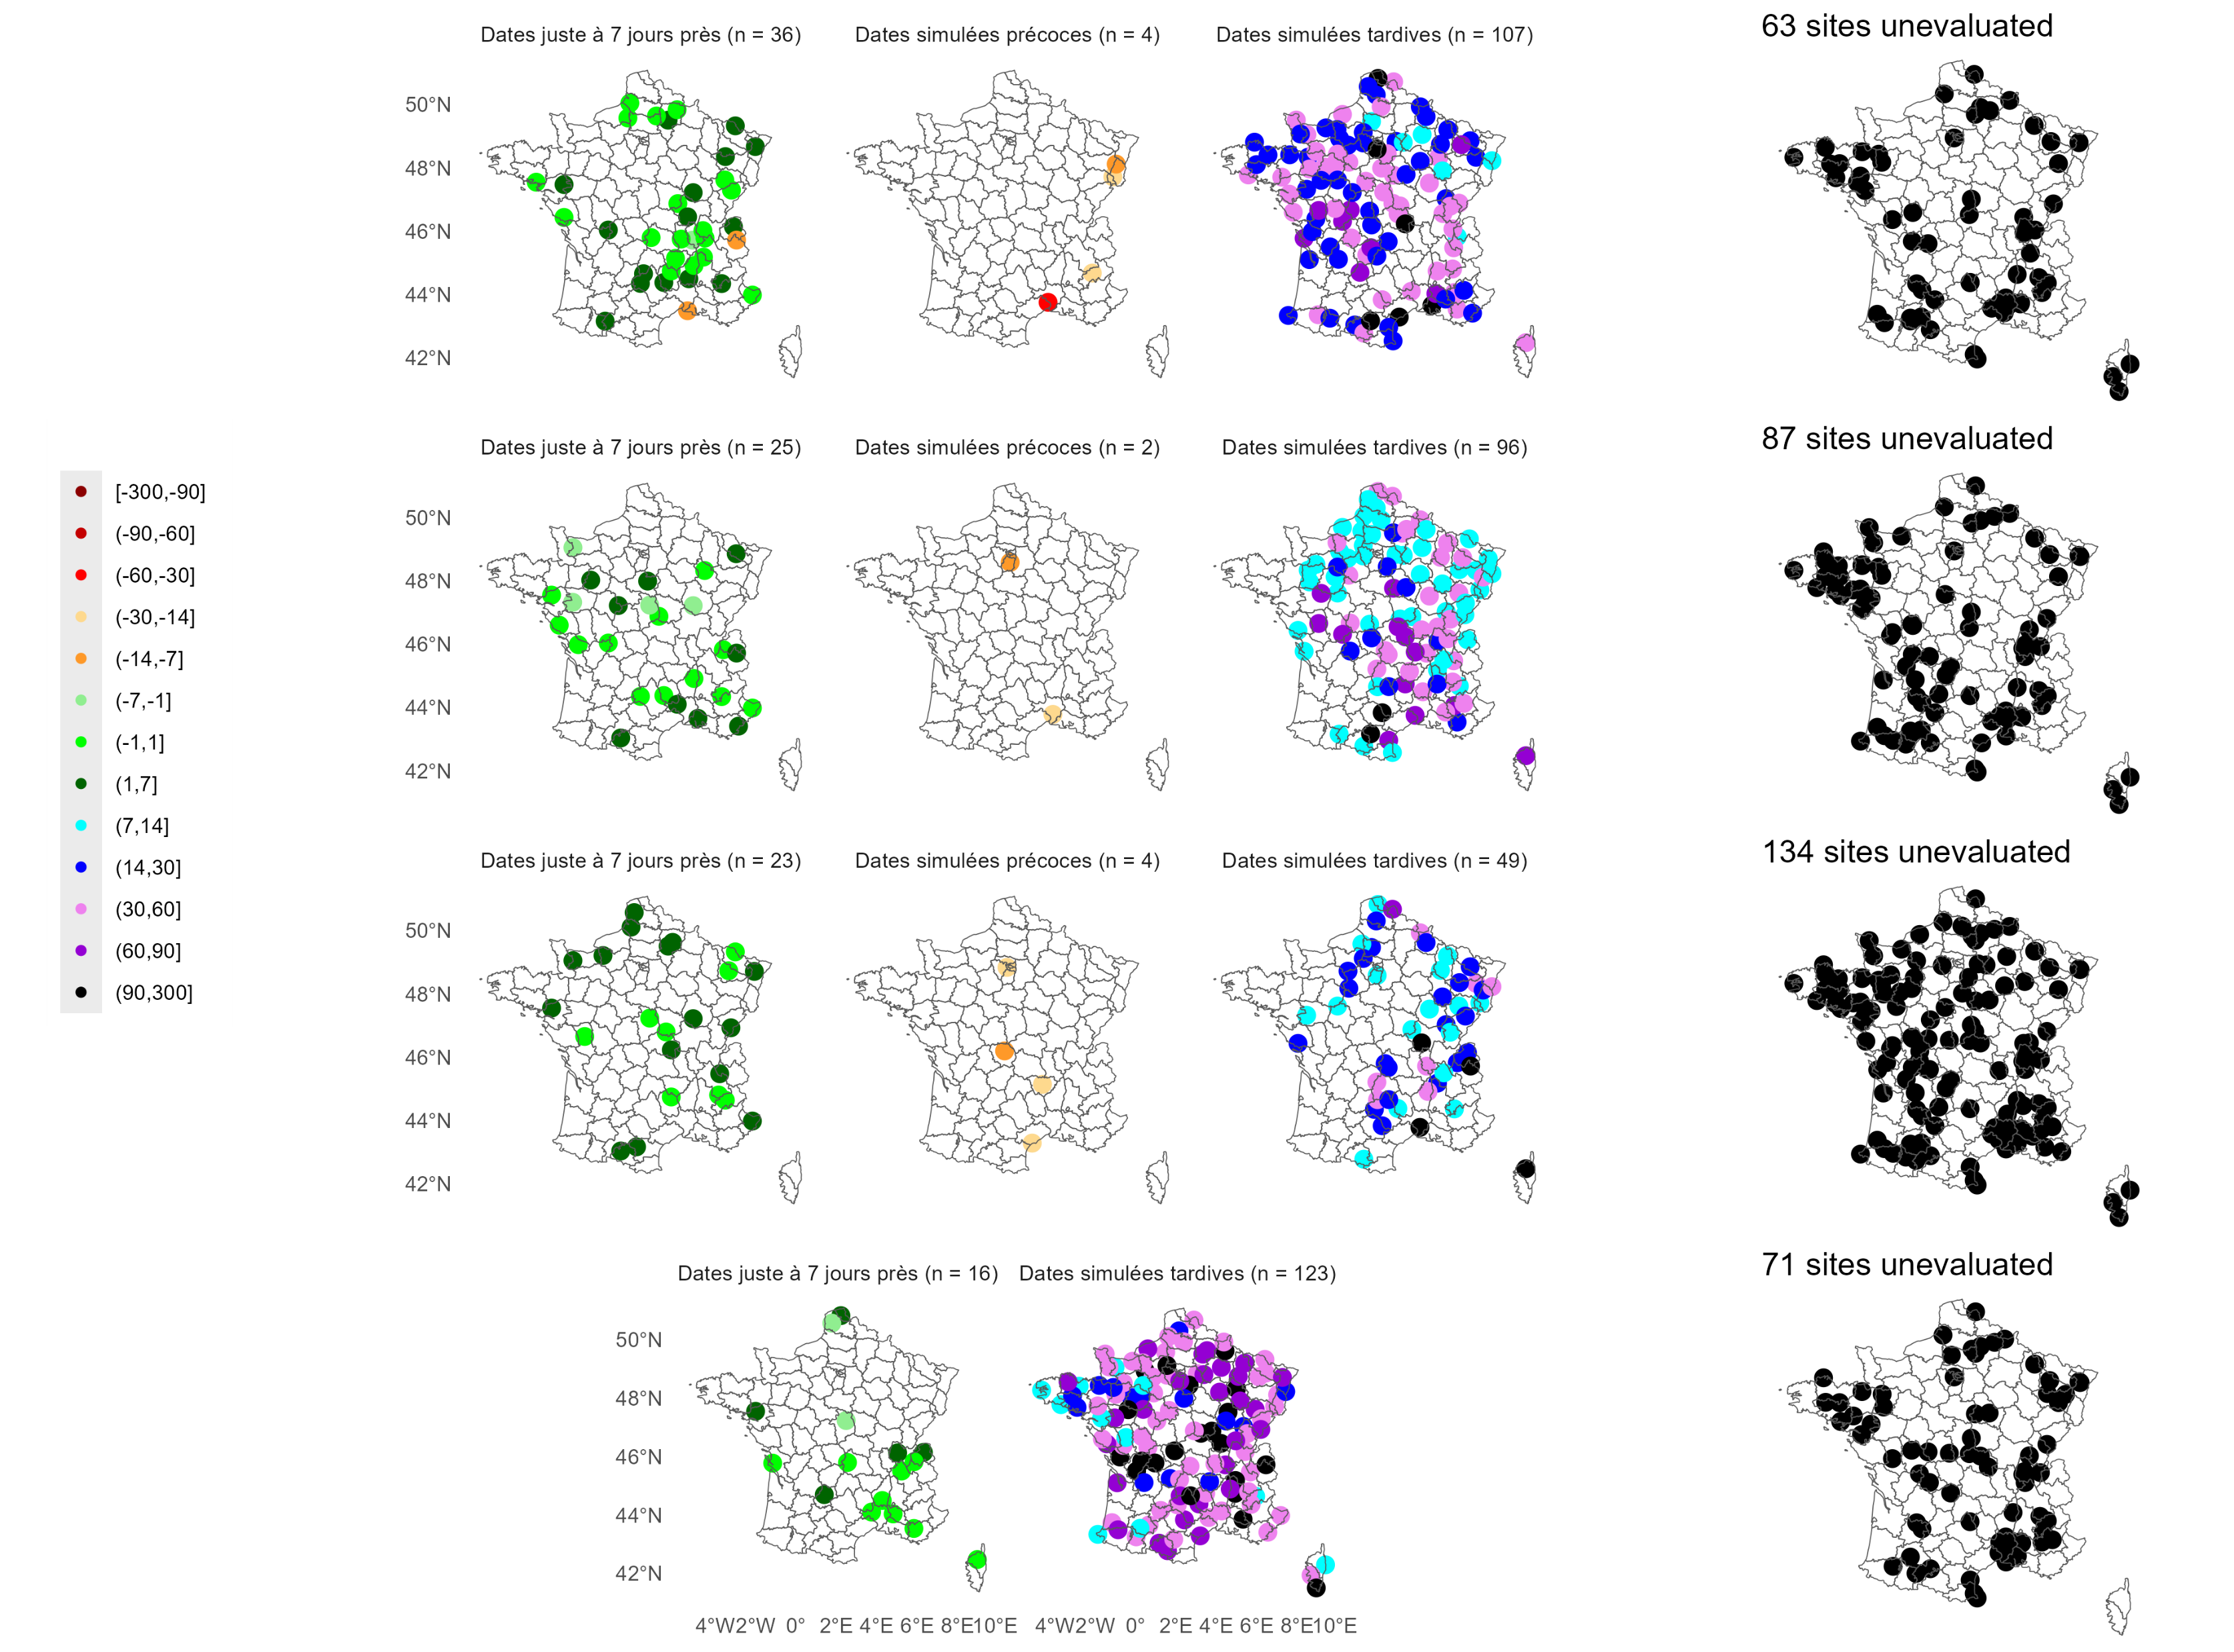 Dates juste à 7 jours près (n = 36)
Dates simulées précoces (n = 4)
Dates simulées tardives (n = 107)
63 sites unevaluated
50°N
48°N
46°N
44°N
42°N
Dates juste à 7 jours près (n = 25)
Dates simulées précoces (n = 2)
Dates simulées tardives (n = 96)
87 sites unevaluated
50°N
48°N
46°N
44°N
42°N
[-300,-90]
(-90,-60]
(-60,-30]
(-30,-14]
(-14,-7]
(-7,-1]
(-1,1]
(1,7]
(7,14]
(14,30]
(30,60]
(60,90]
(90,300]
Dates juste à 7 jours près (n = 23)
Dates simulées précoces (n = 4)
Dates simulées tardives (n = 49)
134 sites unevaluated
50°N
48°N
46°N
44°N
42°N
Dates juste à 7 jours près (n = 16)
Dates simulées tardives (n = 123)
71 sites unevaluated
50°N
48°N
46°N
44°N
42°N
4°W 2°W 0° 2°E 4°E 6°E 8°E 10°E
4°W 2°W 0° 2°E 4°E 6°E 8°E 10°E